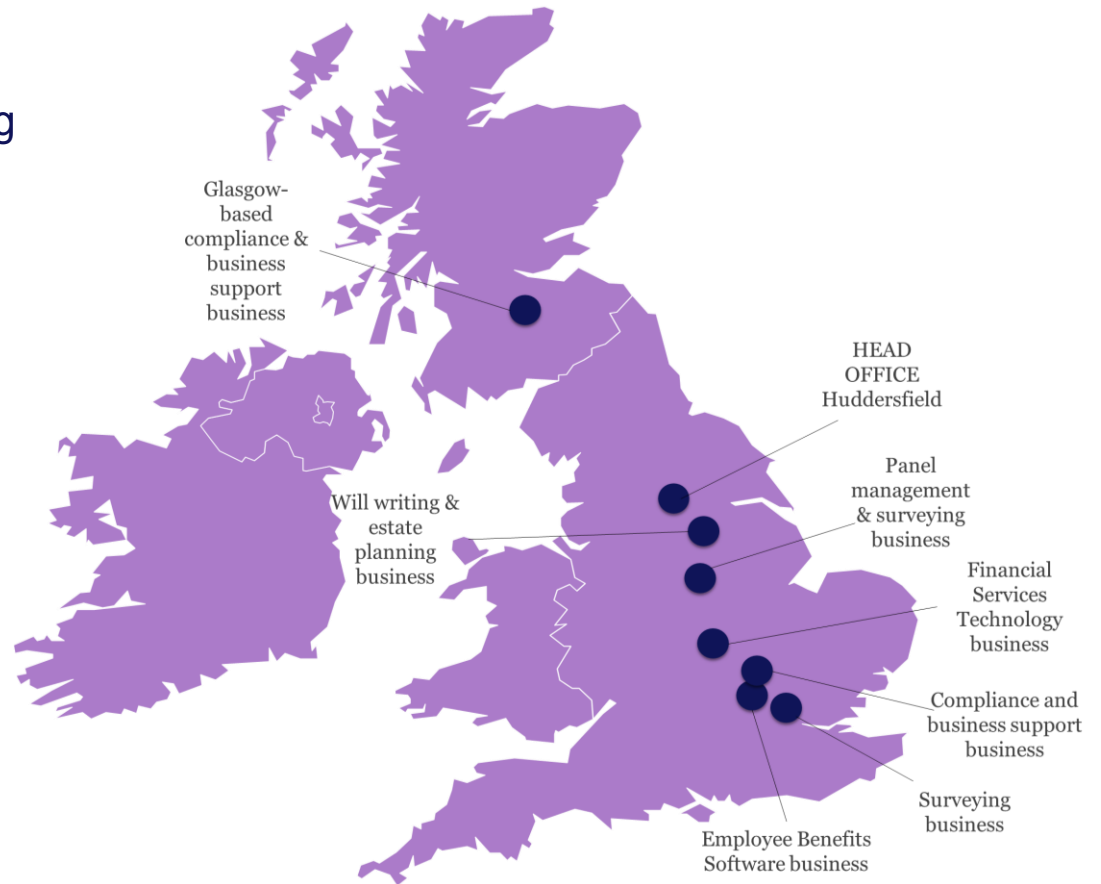 g
Glasgow-
based
compliance &
business
support
business
HEAD
OFFICE
Huddersfield
Panel
management
& surveying
business
Will writing &
estate
planning
business
Financial
Services
Technology
business
Compliance and
business support
business
Surveying
business
Employee Benefits
Software business